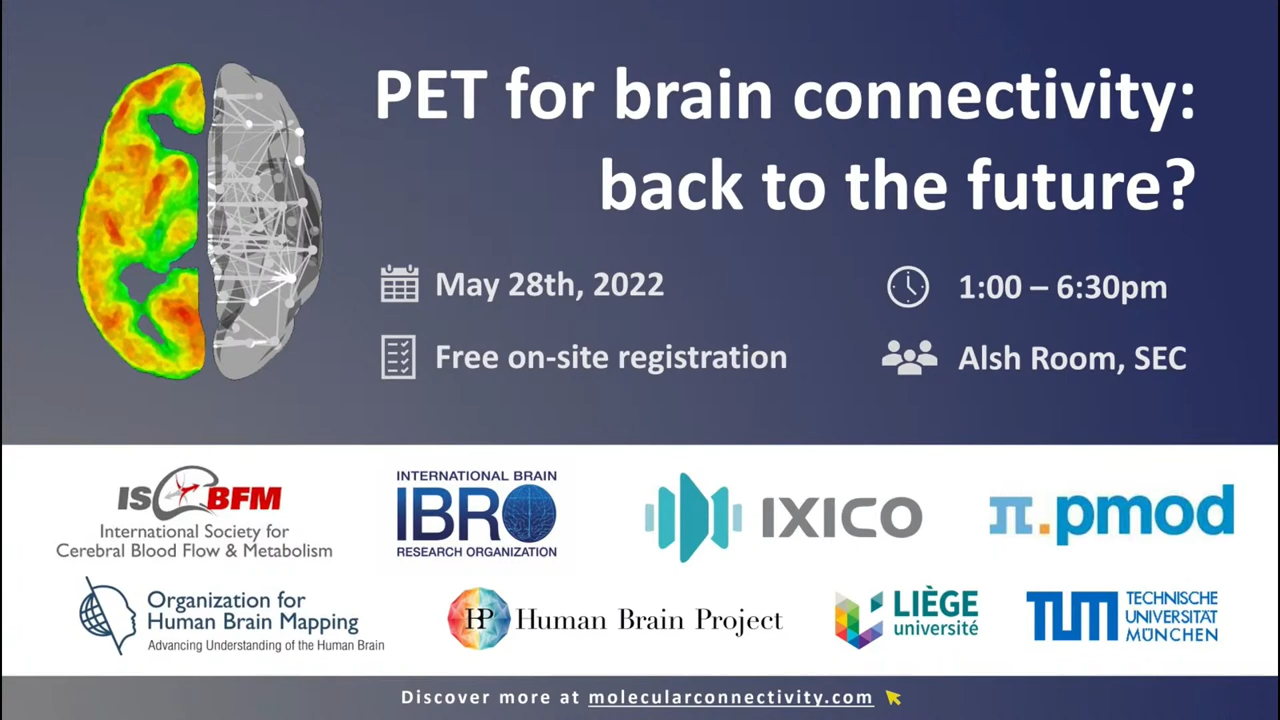 PET for brain connectivity:
back to the future?
May 28th, 2022
1:00 – 6:30pm
Free on-site registration
Alsh Room, SEC
ISCBFM
International Society for
Cerebral Blood Flow & Metabolism
INTERNATIONAL BRAIN
IBRO
RESEARCH ORGANIZATION
IXICO
π.pmod
Organization for
Human Brain Mapping
Advancing Understanding of the Human Brain
HP Human Brain Project
LIÈGE
université
TUM
TECHNISCHE
UNIVERSITÄT
MÜNCHEN
Discover more at molecularconnectivity.com